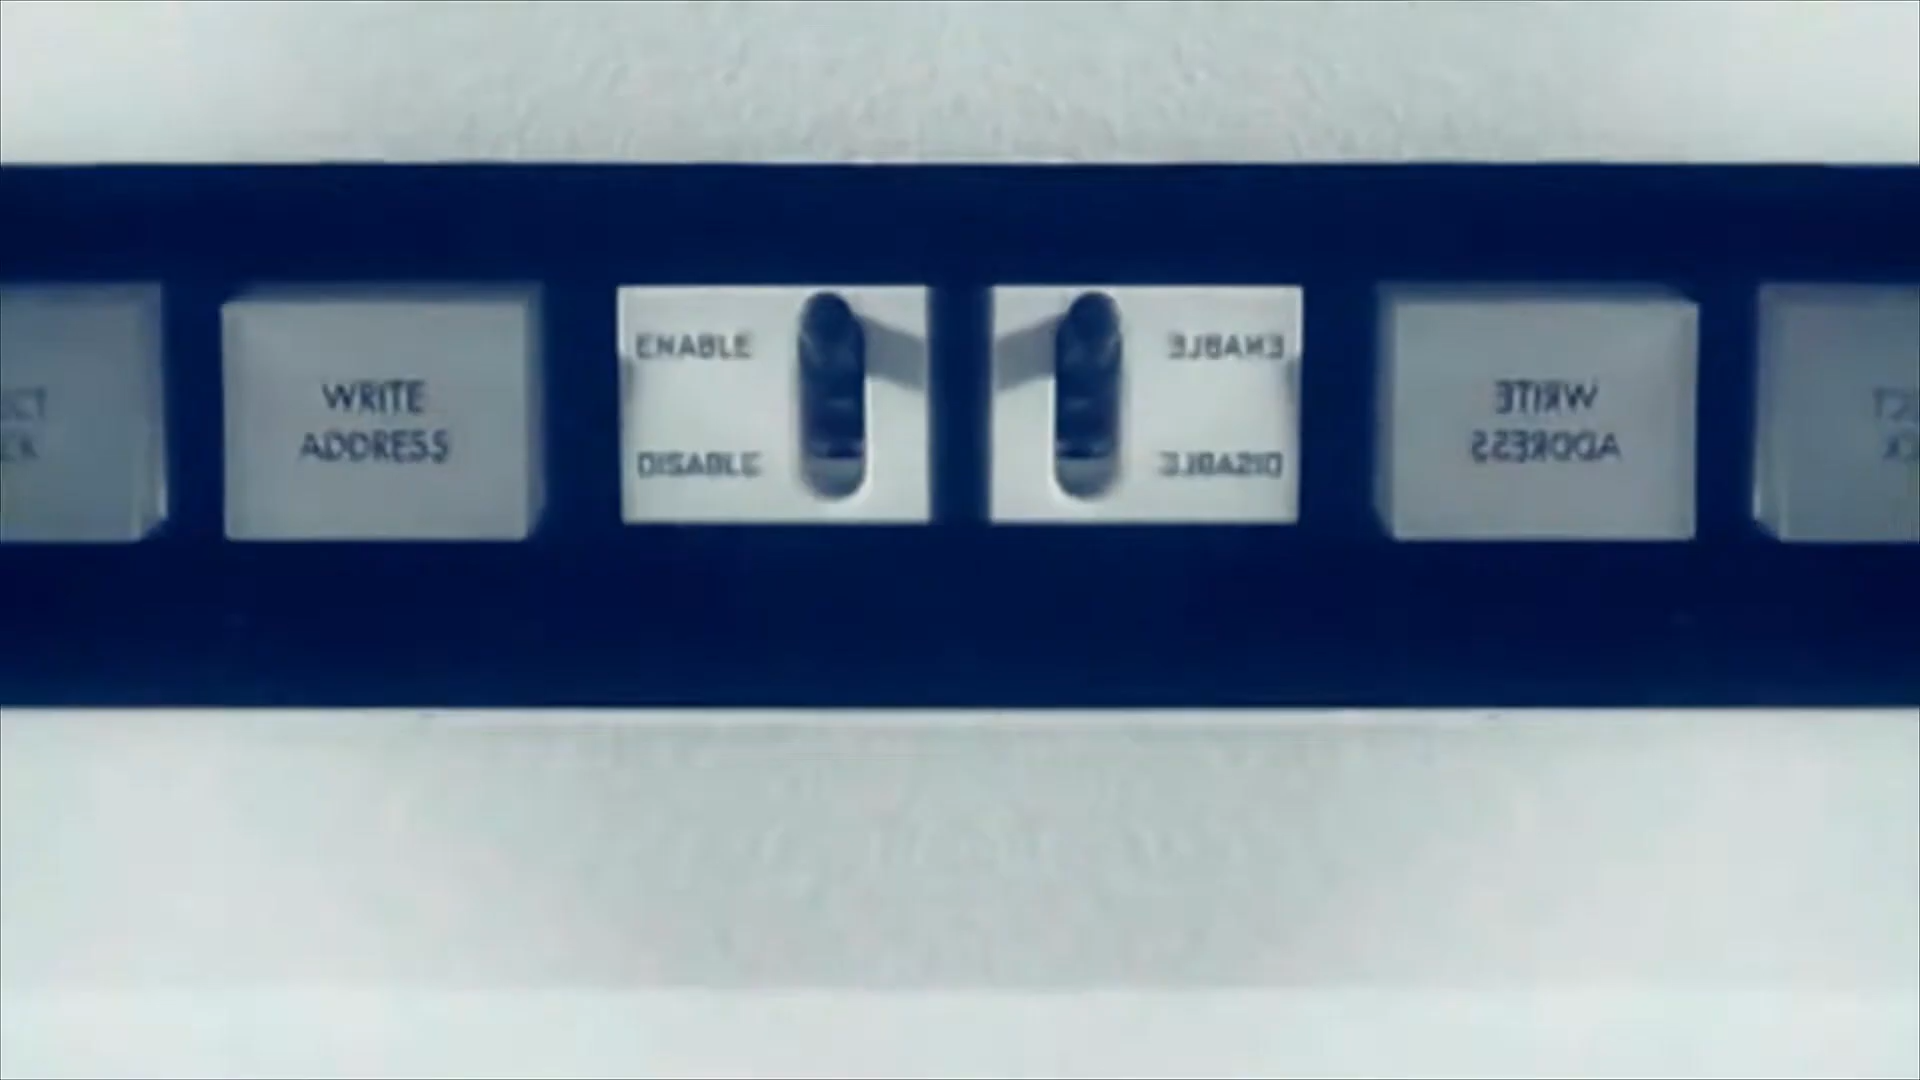 WRITE
ADDRESS
ENABLE
DISABLE
ENABLE
DISABLE
WRITE
ADDRESS